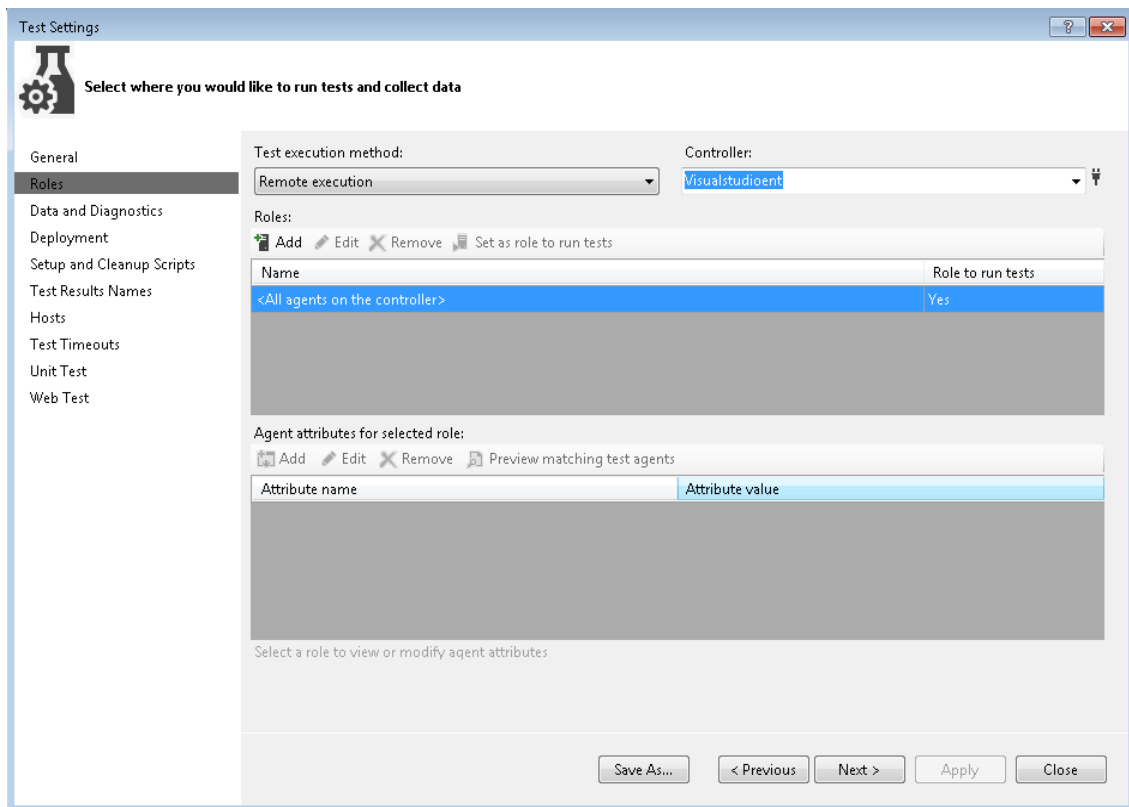 Test Settings
?
Select where you would like to run tests and collect data
General
Roles
Data and Diagnostics
Deployment
Setup and Cleanup Scripts
Test Results Names
Hosts
Test Timeouts
Unit Test
Web Test
Test execution method:
Controller:
Remote execution
Visualstudioent
Roles:
Add Edit Remove Set as role to run tests
Name Role to run tests
<All agents on the controller> Yes
Agent attributes for selected role:
Add Edit Remove Preview matching test agents
Attribute name Attribute value
Select a role to view or modify agent attributes
Save As... < Previous Next > Apply Close